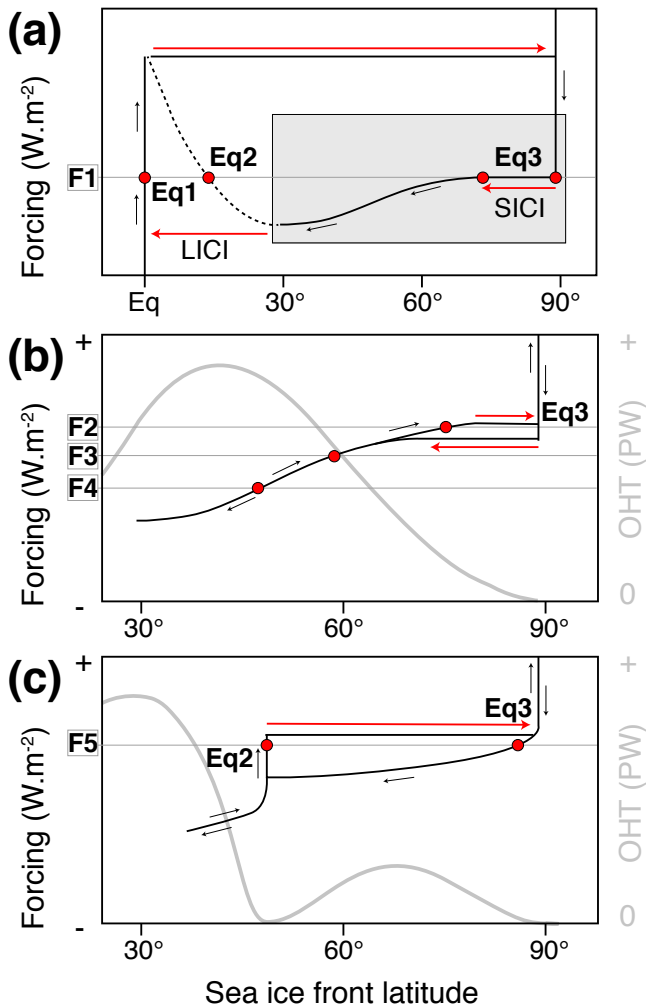 (a)
Forcing (W.m-2)
F1
Eq1
Eq2
Eq3
LICI
SICI
Eq
30°
60°
90°
(b)
+
+
Forcing (W.m-2)
OHT (PW)
F2
F3
F4
Eq3
-
0
30°
60°
90°
(c)
+
+
Forcing (W.m-2)
OHT (PW)
F5
Eq2
Eq3
-
0
30°
60°
90°
Sea ice front latitude